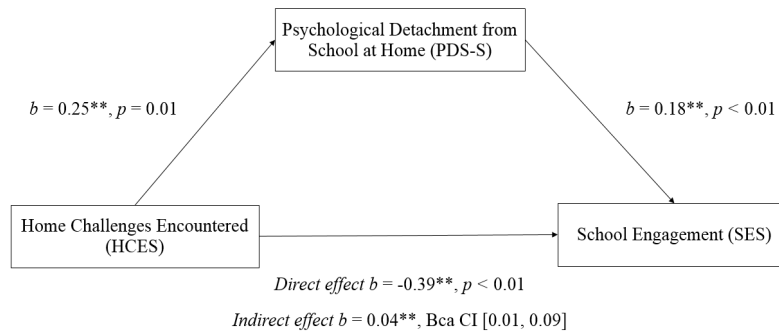 Psychological Detachment from
School at Home (PDS-S)
b = 0.25**, p = 0.01
b = 0.18**, p < 0.01
Home Challenges Encountered
(HCES)
School Engagement (SES)
Direct effect b = -0.39**, p < 0.01
Indirect effect b = 0.04**, Bca CI [0.01, 0.09]